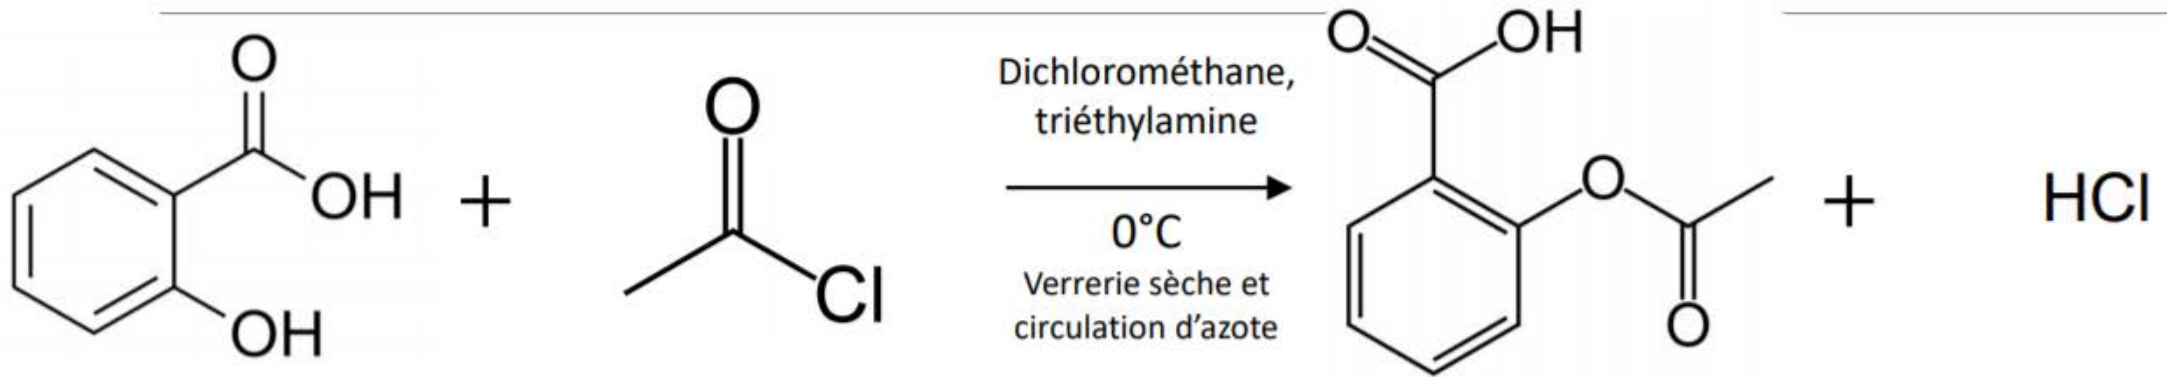 O
OH
OH
+
O
Cl
Dichlorométhane,
triéthylamine
0°C
Verrerie sèche et
circulation d'azote
O
OH
O
O
+
HCl